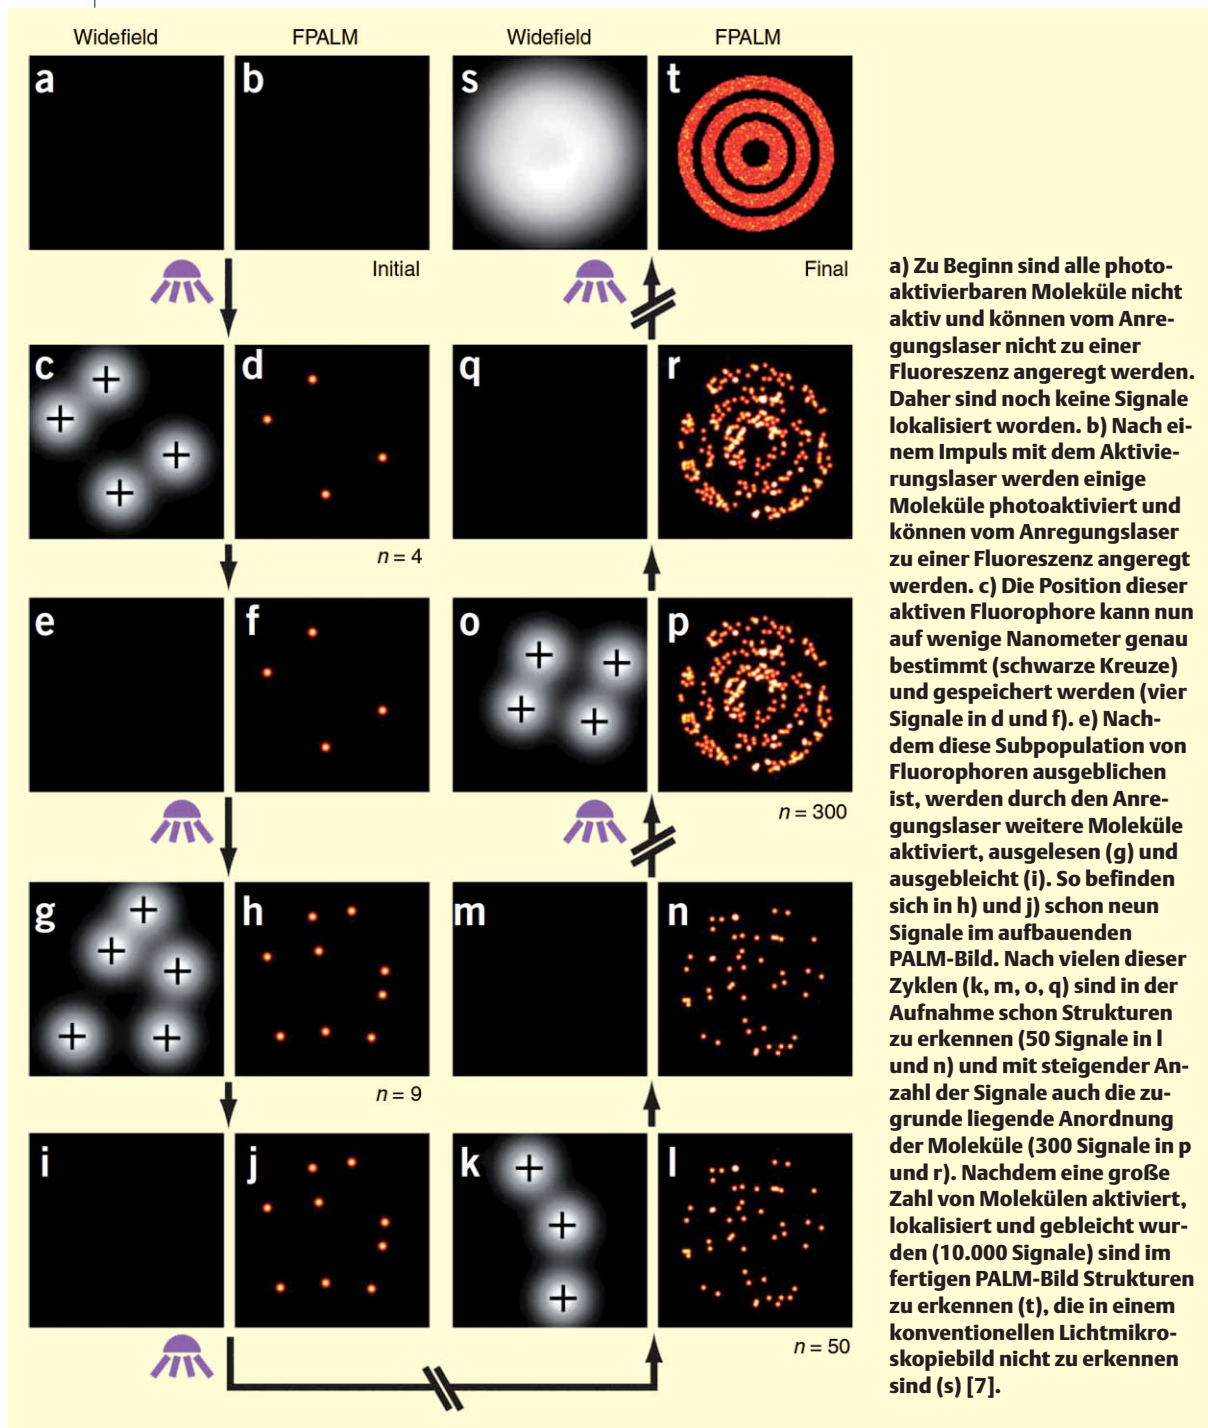 Widefield
FPALM
Widefield
FPALM
a
b
s
t
Initial
Final
c
d
q
r
n = 4
e
f
o
p
n = 300
g
h
m
n
n = 9
i
j
k
l
n = 50
a) Zu Beginn sind alle photo-
aktivierbaren Moleküle nicht
aktiv und können vom Anre-
gungslaser nicht zu einer
Fluoreszenz angeregt werden.
Daher sind noch keine Signale
lokalisiert worden. b) Nach ei-
nem Impuls mit dem Aktivie-
rungslaser werden einige
Moleküle photoaktiviert und
können vom Anregungslaser
zu einer Fluoreszenz angeregt
werden. c) Die Position dieser
aktiven Fluorophore kann nun
auf wenige Nanometer genau
bestimmt (schwarze Kreuze)
und gespeichert werden (vier
Signale in d und f). e) Nach-
dem diese Subpopulation von
Fluorophoren ausgeblichen
ist, werden durch den Anre-
gungslaser weitere Moleküle
aktiviert, ausgelesen (g) und
ausgebleicht (i). So befinden
sich in h) und j) schon neun
Signale im aufbauenden
PALM-Bild. Nach vielen dieser
Zyklen (k, m, o, q) sind in der
Aufnahme schon Strukturen
zu erkennen (50 Signale in l
und n) und mit steigender An-
zahl der Signale auch die zu-
grunde liegende Anordnung
der Moleküle (300 Signale in p
und r). Nachdem eine große
Zahl von Molekülen aktiviert,
lokalisiert und gebleicht wur-
den (10.000 Signale) sind im
fertigen PALM-Bild Strukturen
zu erkennen (t), die in einem
konventionellen Lichtmikro-
skopiebild nicht zu erkennen
sind (s) [7].